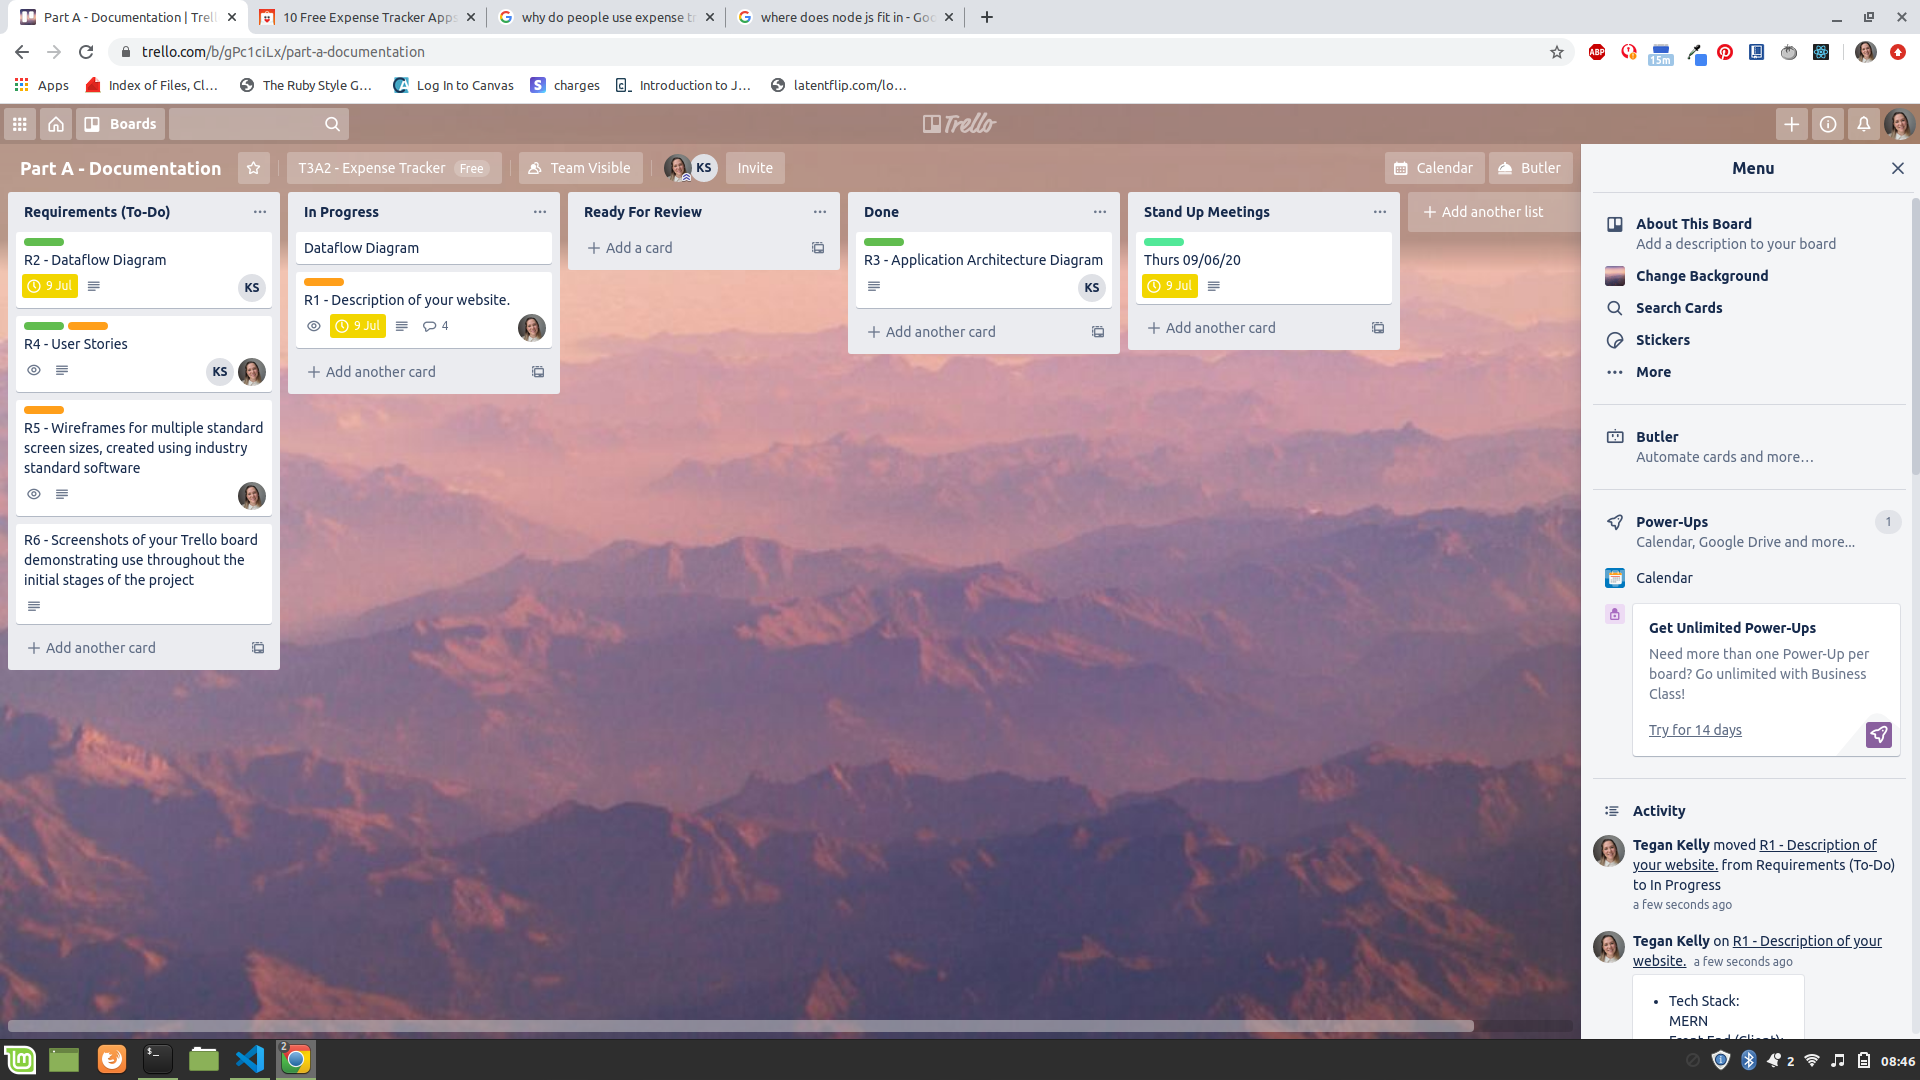 Part A - Documentation | Trell
10 Free Expense Tracker Apps
why do people use expense tr
where does node js fit in - Goo
trello.com/b/gPc1ciLx/part-a-documentation
ABP
15m
Apps
Index of Files, Cl…
The Ruby Style G…
Log In to Canvas
charges
Introduction to J…
latentflip.com/lo…
Boards
Trello
Part A - Documentation
T3A2 - Expense Tracker Free
Team Visible
KS
Invite
Calendar
Butler
Requirements (To-Do)
R2 - Dataflow Diagram
9 Jul
KS
R4 - User Stories
KS
R5 - Wireframes for multiple standard
screen sizes, created using industry
standard software
R6 - Screenshots of your Trello board
demonstrating use throughout the
initial stages of the project
Add another card
In Progress
Dataflow Diagram
R1 - Description of your website.
9 Jul
4
Add another card
Ready For Review
Add a card
Done
R3 - Application Architecture Diagram
KS
Add another card
Stand Up Meetings
Thurs 09/06/20
9 Jul
Add another card
Add another list
Menu
About This Board
Add a description to your board
Change Background
Search Cards
Stickers
More
Butler
Automate cards and more…
Power-Ups
1
Calendar, Google Drive and more...
Calendar
Get Unlimited Power-Ups
Need more than one Power-Up per
board? Go unlimited with Business
Class!
Try for 14 days
Activity
Tegan Kelly moved R1 - Description of
your website. from Requirements (To-Do)
to In Progress
a few seconds ago
Tegan Kelly on R1 - Description of your
website. a few seconds ago
Tech Stack:
MERN
Front End (Client):
$_
2
2
08:46